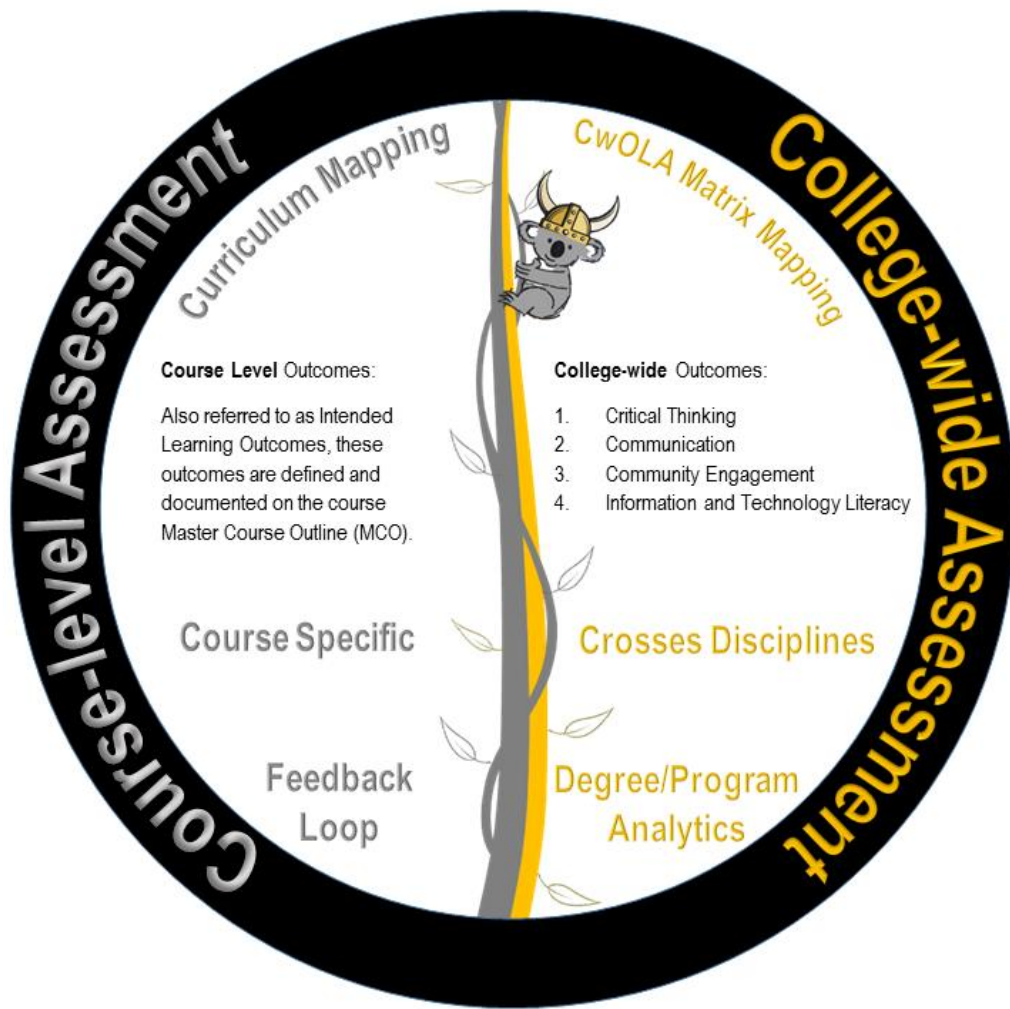 Course-level Assessment
Curriculum Mapping
Course Level Outcomes:
Also referred to as Intended
Learning Outcomes, these
outcomes are defined and
documented on the course
Master Course Outline (MCO).
Course Specific
Feedback
Loop
College-wide Assessment
CwOLA Matrix Mapping
College-wide Outcomes:
1. Critical Thinking
2. Communication
3. Community Engagement
4. Information and Technology Literacy
Crosses Disciplines
Degree/Program
Analytics